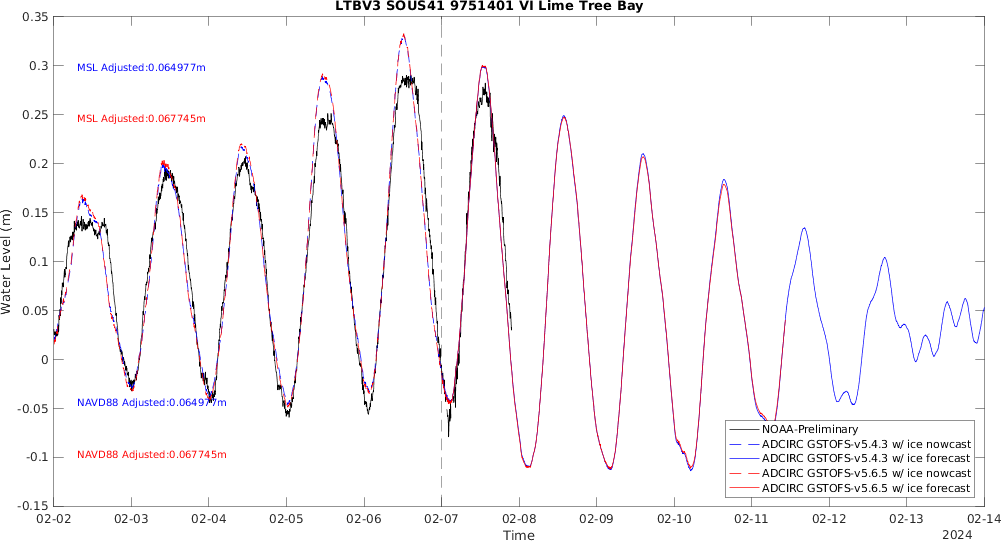 LTBV3 SOUS41 9751401 VI Lime Tree Bay
0.35
0.3
0.25
0.2
0.15
0.1
0.05
0
-0.05
-0.1
-0.15
Water Level (m)
MSL Adjusted:0.064977m
MSL Adjusted:0.067745m
NAVD88 Adjusted:0.064977m
NAVD88 Adjusted:0.067745m
NOAA-Preliminary
ADCIRC GSTOFS-v5.4.3 w/ ice nowcast
ADCIRC GSTOFS-v5.4.3 w/ ice forecast
ADCIRC GSTOFS-v5.6.5 w/ ice nowcast
ADCIRC GSTOFS-v5.6.5 w/ ice forecast
02-02 02-03 02-04 02-05 02-06 02-07 02-08 02-09 02-10 02-11 02-12 02-13 02-14
Time
2024